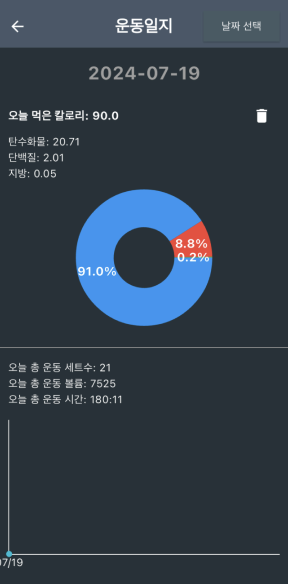 운동일지
날짜 선택
2024-07-19
오늘 먹은 칼로리: 90.0
탄수화물: 20.71
단백질: 2.01
지방: 0.05
8.8%
0.2%
91.0%
오늘 총 운동 세트수: 21
오늘 총 운동 볼륨: 7525
오늘 총 운동 시간: 180:11
07/19